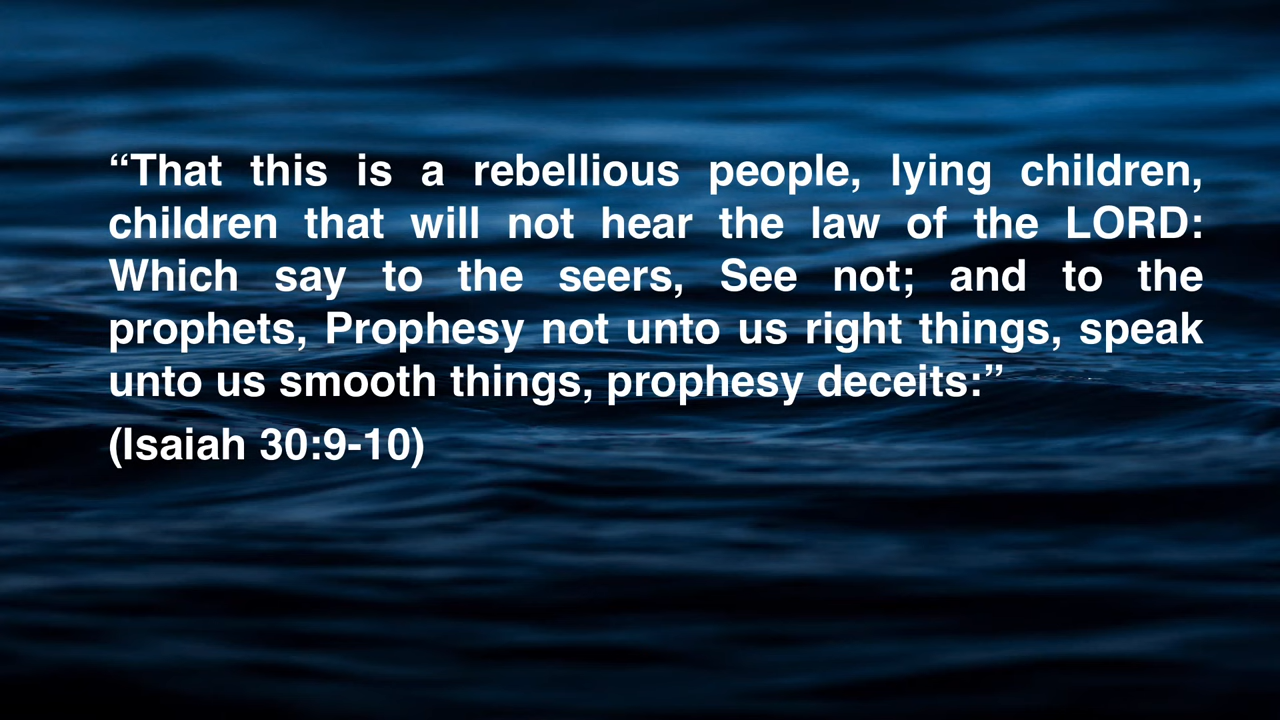 “That this is a rebellious people, lying children,
children that will not hear the law of the LORD:
Which say to the seers, See not; and to the
prophets, Prophesy not unto us right things, speak
unto us smooth things, prophesy deceits:”
(Isaiah 30:9-10)